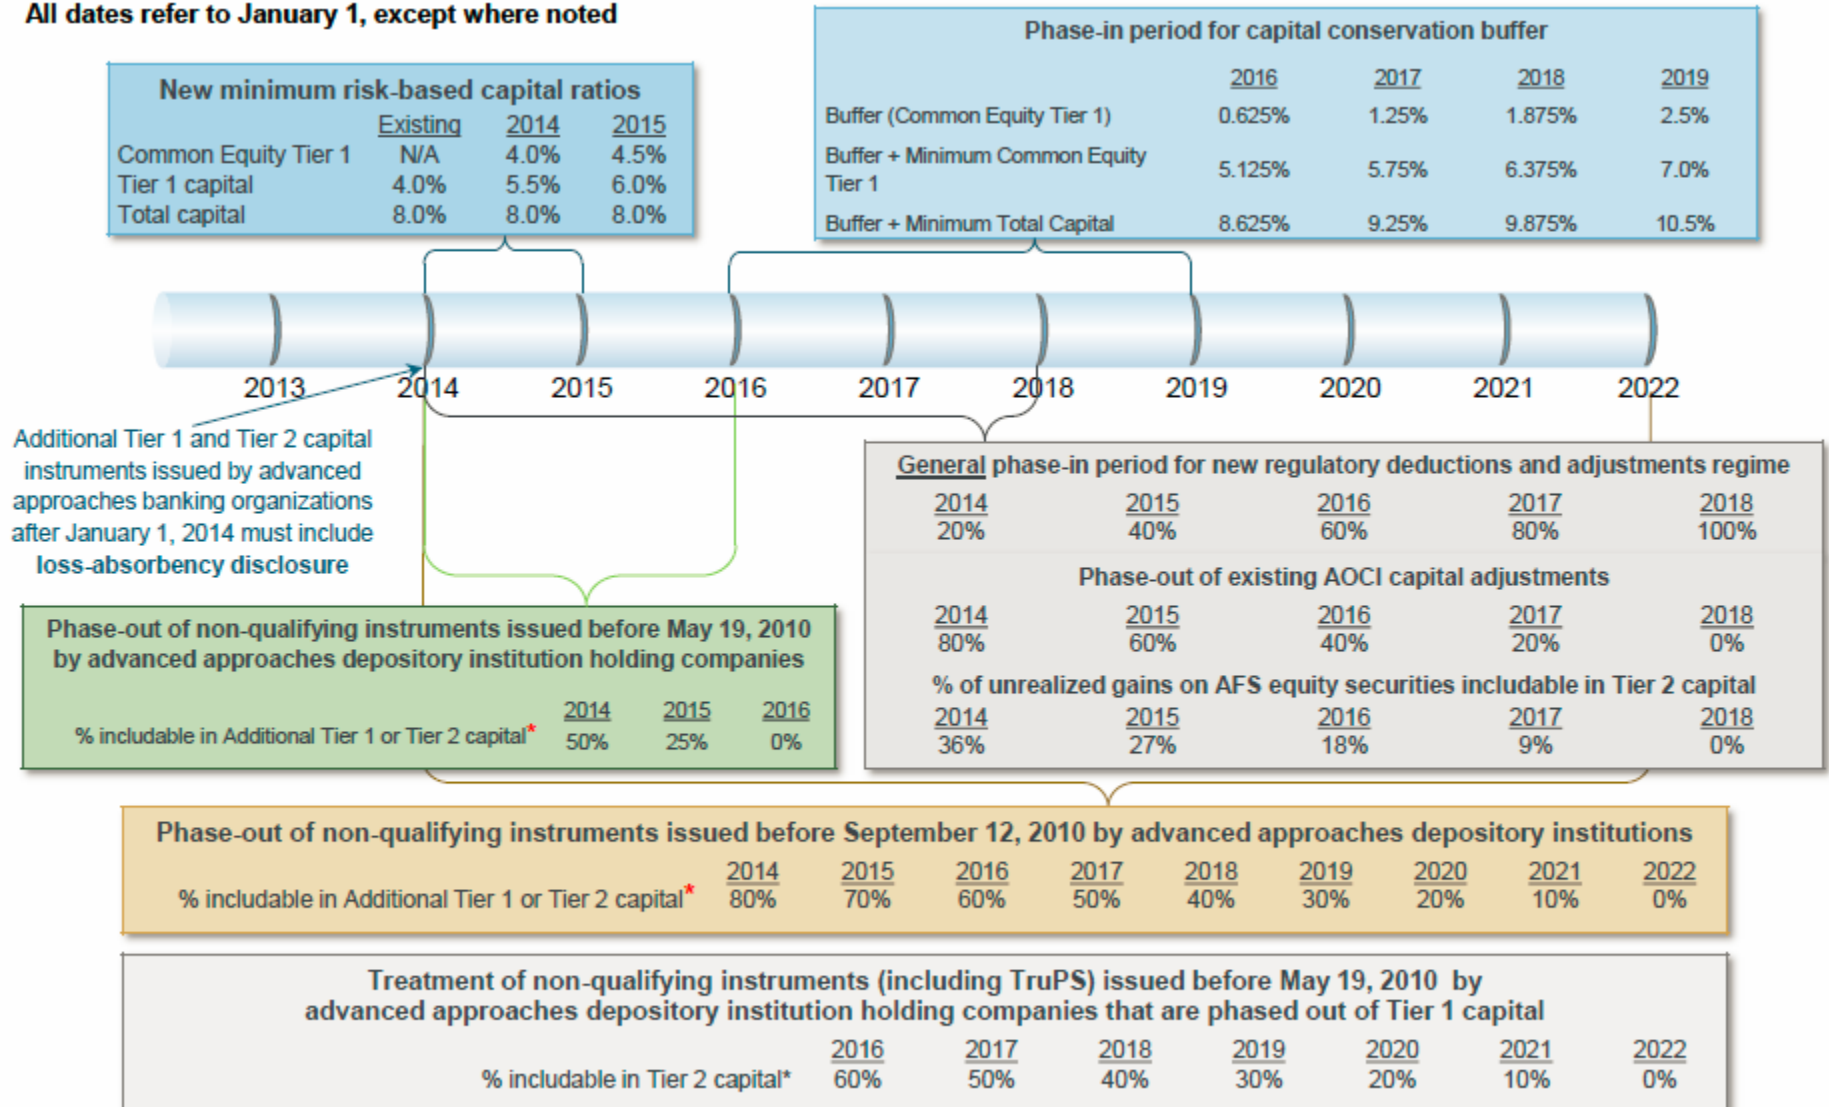 All dates refer to January 1, except where noted
New minimum risk-based capital ratios
Existing 2014 2015
Common Equity Tier 1 N/A 4.0% 4.5%
Tier 1 capital 4.0% 5.5% 6.0%
Total capital 8.0% 8.0% 8.0%
Phase-in period for capital conservation buffer
2016 2017 2018 2019
Buffer (Common Equity Tier 1) 0.625% 1.25% 1.875% 2.5%
Buffer + Minimum Common Equity
Tier 1 5.125% 5.75% 6.375% 7.0%
Buffer + Minimum Total Capital 8.625% 9.25% 9.875% 10.5%
2013 2014 2015 2016 2017 2018 2019 2020 2021 2022
Additional Tier 1 and Tier 2 capital
instruments issued by advanced
approaches banking organizations
after January 1, 2014 must include
loss-absorbency disclosure
General phase-in period for new regulatory deductions and adjustments regime
2014 2015 2016 2017 2018
20% 40% 60% 80% 100%
Phase-out of existing AOCI capital adjustments
2014 2015 2016 2017 2018
80% 60% 40% 20% 0%
% of unrealized gains on AFS equity securities includable in Tier 2 capital
2014 2015 2016 2017 2018
36% 27% 18% 9% 0%
Phase-out of non-qualifying instruments issued before May 19, 2010
by advanced approaches depository institution holding companies
2014 2015 2016
% includable in Additional Tier 1 or Tier 2 capital* 50% 25% 0%
Phase-out of non-qualifying instruments issued before September 12, 2010 by advanced approaches depository institutions
2014 2015 2016 2017 2018 2019 2020 2021 2022
% includable in Additional Tier 1 or Tier 2 capital* 80% 70% 60% 50% 40% 30% 20% 10% 0%
Treatment of non-qualifying instruments (including TruPS) issued before May 19, 2010 by
advanced approaches depository institution holding companies that are phased out of Tier 1 capital
2016 2017 2018 2019 2020 2021 2022
% includable in Tier 2 capital* 60% 50% 40% 30% 20% 10% 0%